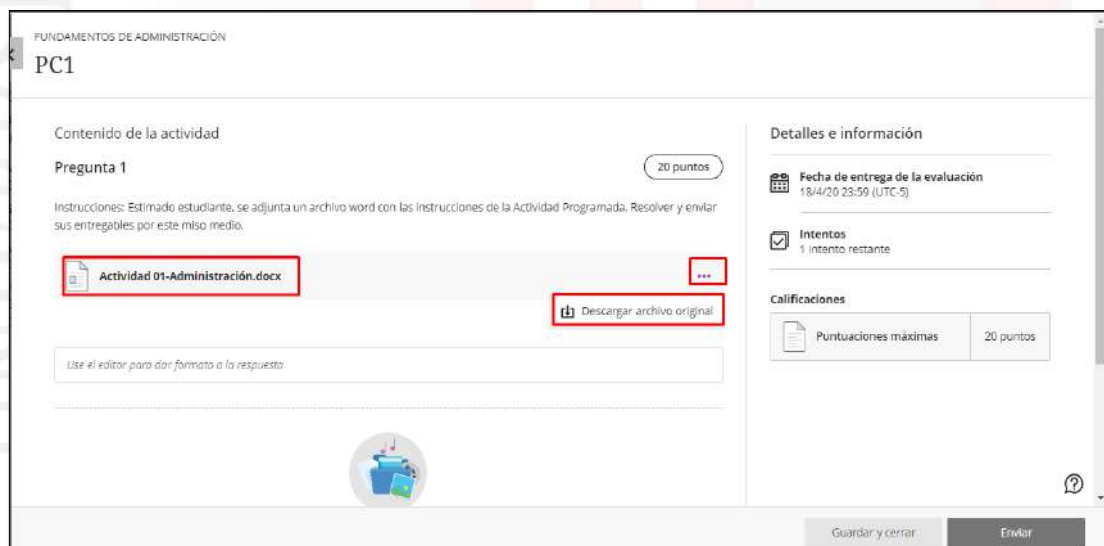 FUNDAMENTOS DE ADMINISTRACIÓN
PC1
Contenido de la actividad
Pregunta 1
20 puntos
Instrucciones: Estimado estudiante, se adjunta un archivo word con las instrucciones de la Actividad Programada. Resolver y enviar
sus entregables por este miso medio.
Actividad 01-Administración.docx
Descargar archivo original
Use el editor para dar formato a la respuesta
Detalles e información
Fecha de entrega de la evaluación
18/4/20 23:59 (UTC-5)
Intentos
1 intento restante
Calificaciones
Puntuaciones máximas
20 puntos
Guardar y cerrar
Enviar